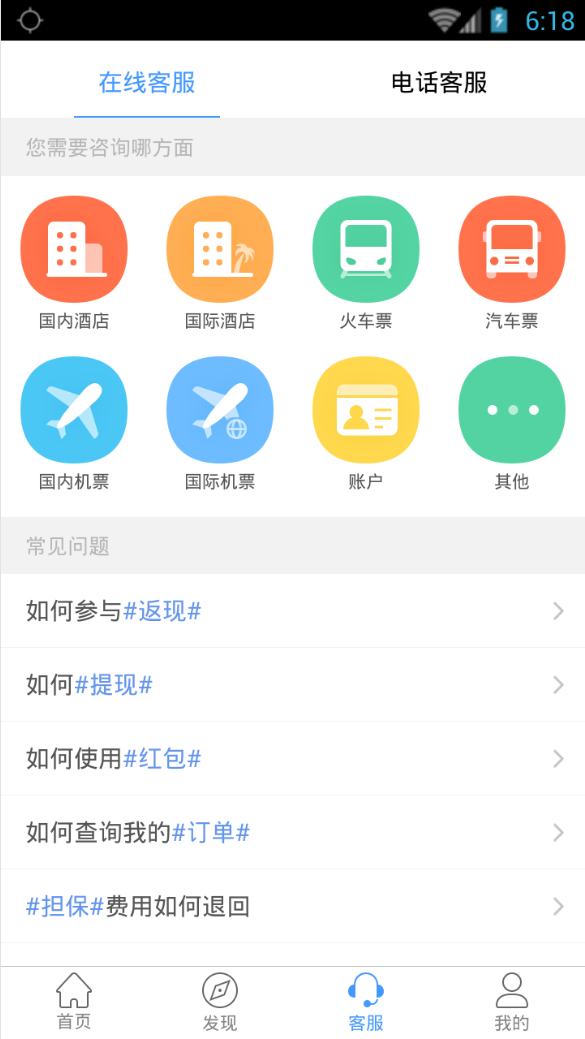 6:18
在线客服 电话客服
您需要咨询哪方面
国内酒店 国际酒店 火车票 汽车票
国内机票 国际机票 账户 其他
常见问题
如何参与#返现#
如何#提现#
如何使用#红包#
如何查询我的#订单#
#担保#费用如何退回
首页 发现 客服 我的